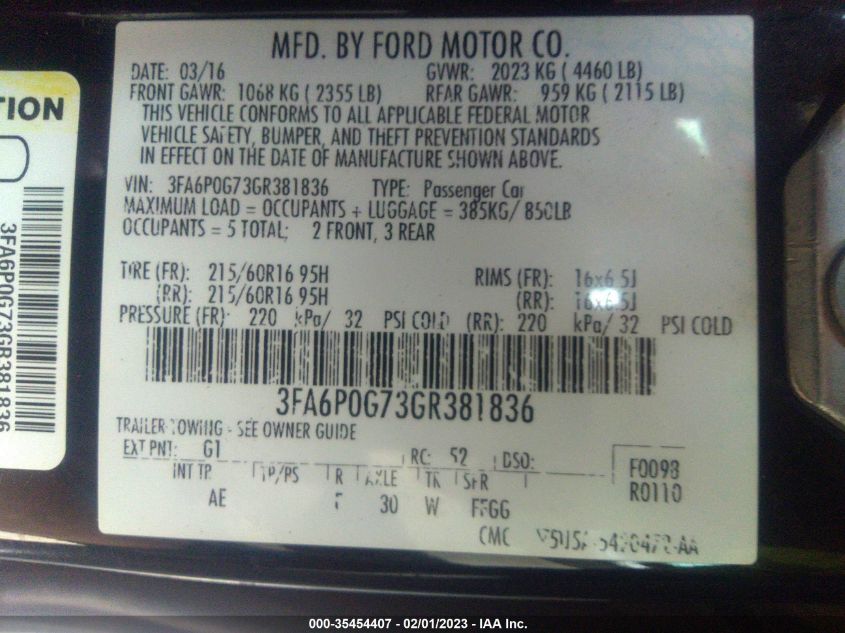 MFD. BY FORD MOTOR CO.
DATE: 03/16 GVWR: 2023 KG ( 4460 LB)
FRONT GAWR: 1068 KG ( 2355 LB) REAR GAWR: 959 KG ( 2115 LB)
THIS VEHICLE CONFORMS TO ALL APPLICABLE FEDERAL MOTOR
VEHICLE SAFETY, BUMPER, AND THEFT PREVENTION STANDARDS
IN EFFECT ON THE DATE OF MANUFACTURE SHOWN ABOVE.
VIN: 3FA6P0G73GR381836 TYPE: Passenger Car
MAXIMUM LOAD = OCCUPANTS + LUGGAGE = 385KG/ 850LB
OCCUPANTS = 5 TOTAL; 2 FRONT, 3 REAR
TIRE (FR): 215/60R16 95H RIMS (FR): 16x6.5J
(RR): 215/60R16 95H (RR): 16x6.5J
PRESSURE (FR): 220 kPa/ 32 PSI COLD (RR): 220 kPa/ 32 PSI COLD
3FA6P0G73GR381836
TRAILER TOWING - SEE OWNER GUIDE
EXT PNT: G1 RC: 52 DSO: F0093
INT TR TP/PS R AXLE TR SPR R0110
AE F 30 W FFGG
CMC
TION
3FA6P0G73GR381836
000-35454407 - 02/01/2023 - IAA Inc.